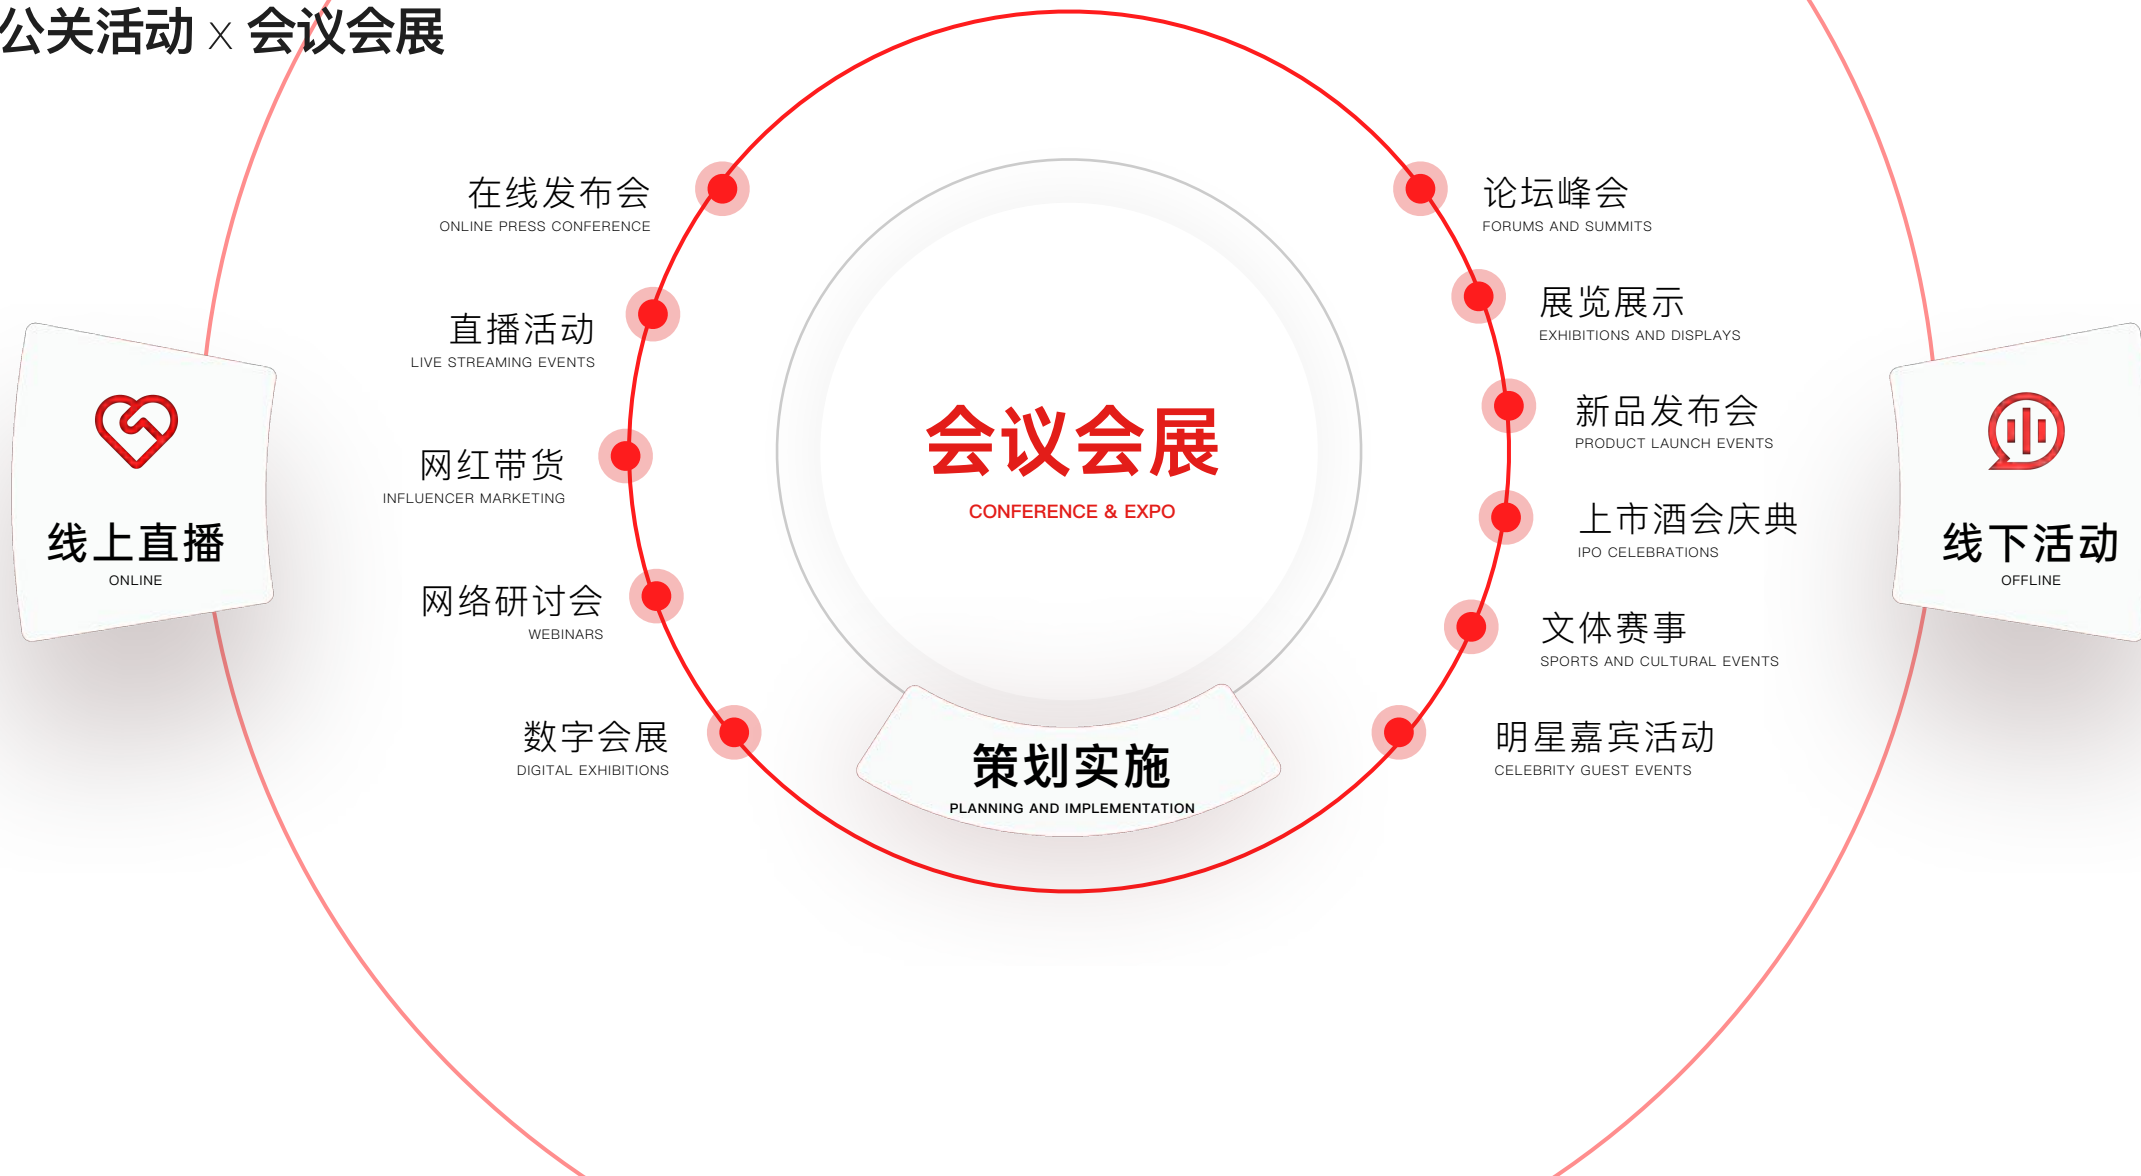 公关活动 X 会议会展
在线发布会
ONLINE PRESS CONFERENCE
直播活动
LIVE STREAMING EVENTS
网红带货
INFLUENCER MARKETING
网络研讨会
WEBINARS
数字会展
DIGITAL EXHIBITIONS
线上直播
ONLINE
会议会展
CONFERENCE & EXPO
策划实施
PLANNING AND IMPLEMENTATION
论坛峰会
FORUMS AND SUMMITS
展览展示
EXHIBITIONS AND DISPLAYS
新品发布会
PRODUCT LAUNCH EVENTS
上市酒会庆典
IPO CELEBRATIONS
文体赛事
SPORTS AND CULTURAL EVENTS
明星嘉宾活动
CELEBRITY GUEST EVENTS
线下活动
OFFLINE